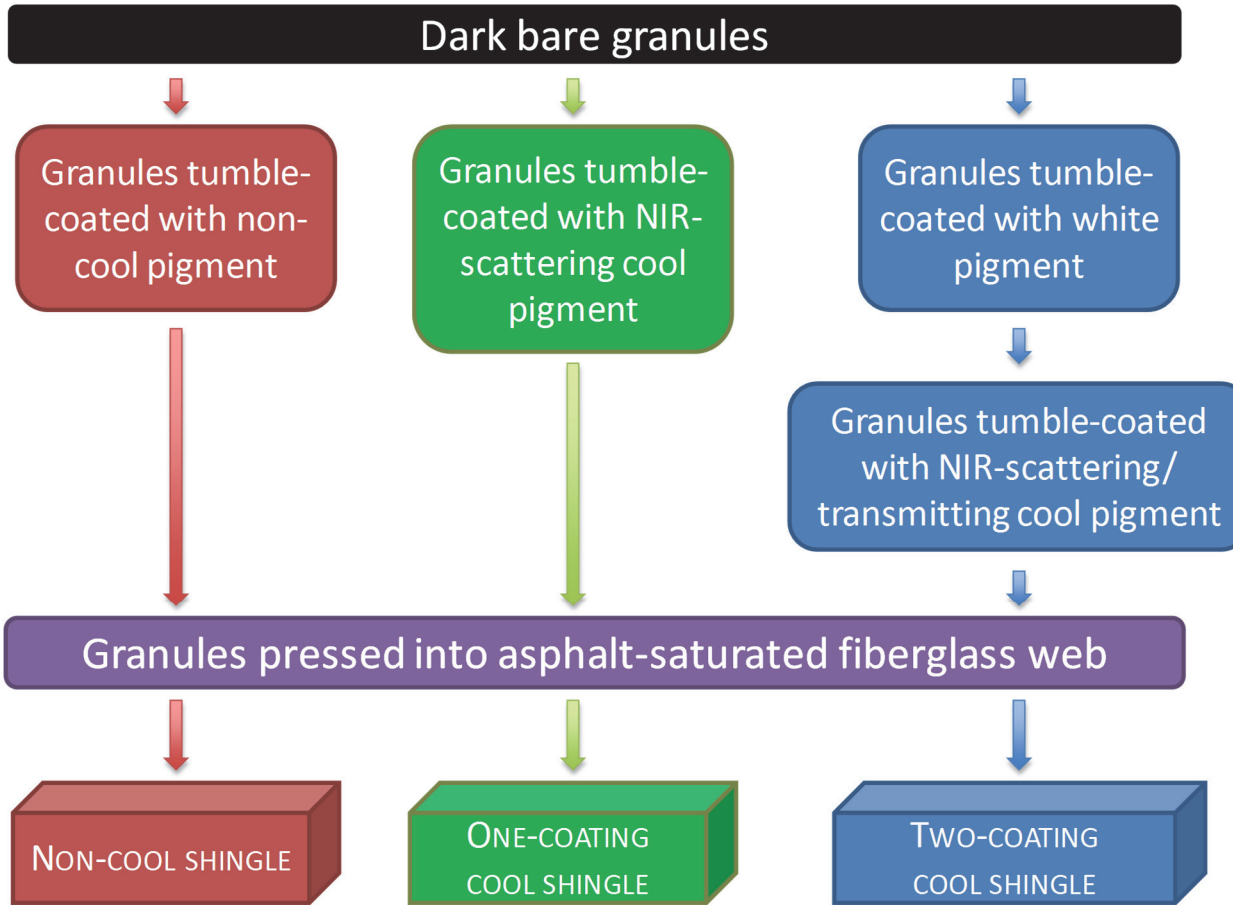 Dark bare granules
Granules tumble-
coated with non-
cool pigment
Granules tumble-
coated with NIR-
scattering cool
pigment
Granules tumble-
coated with white
pigment
Granules tumble-coated
with NIR-scattering/
transmitting cool pigment
Granules pressed into asphalt-saturated fiberglass web
NON-COOL SHINGLE
ONE-COATING
COOL SHINGLE
TWO-COATING
COOL SHINGLE